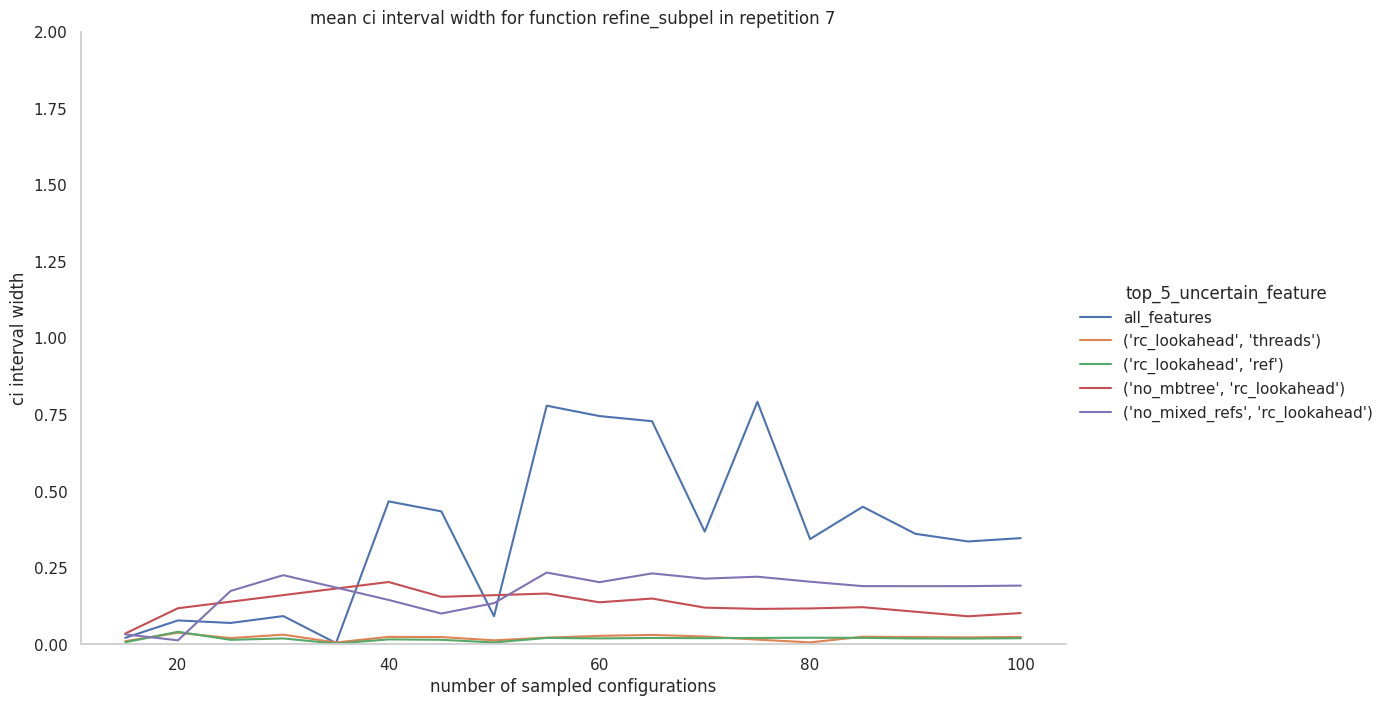 mean ci interval width for function refine_subpel in repetition 7
2.00
1.75
1.50
1.25
1.00
0.75
0.50
0.25
0.00
ci interval width
20
40
60
80
100
number of sampled configurations
top_5_uncertain_feature
all_features
('rc_lookahead', 'threads')
('rc_lookahead', 'ref')
('no_mbtree', 'rc_lookahead')
('no_mixed_refs', 'rc_lookahead')